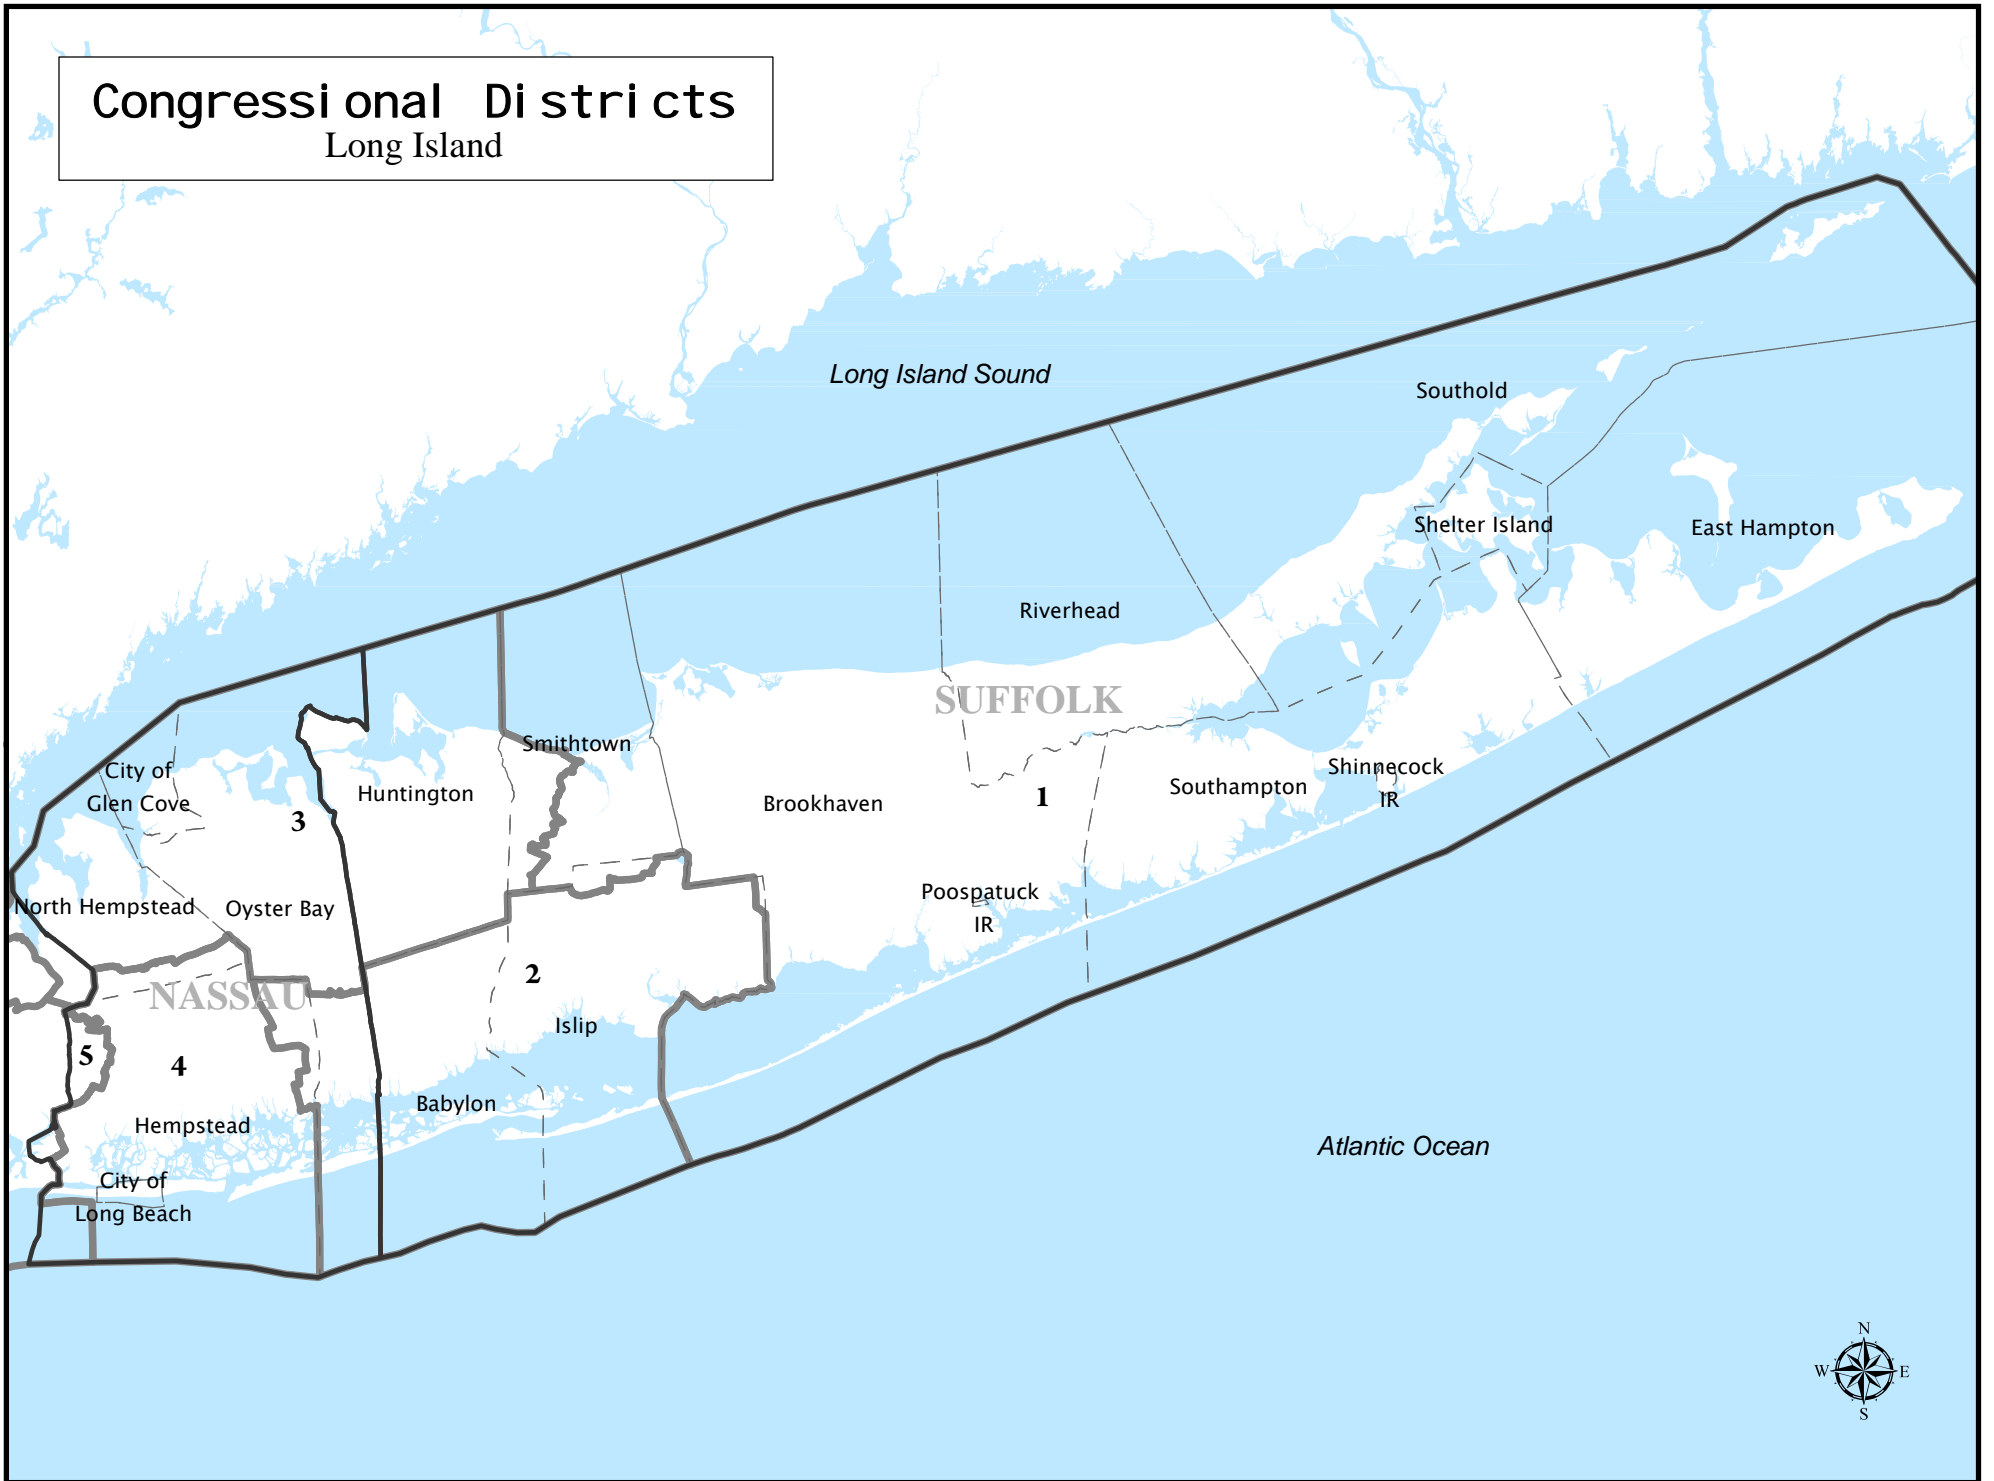 Congressional Districts
Long Island
Long Island Sound
Southold
Shelter Island
East Hampton
Riverhead
SUFFOLK
Smithtown
City of
Glen Cove
Huntington
3
Brookhaven
1
Southampton
Shinnecock
IR
North Hempstead
Oyster Bay
Poospatuck
IR
2
NASSAU
Islip
5
4
Babylon
Hempstead
Atlantic Ocean
City of
Long Beach
N
W
E
S